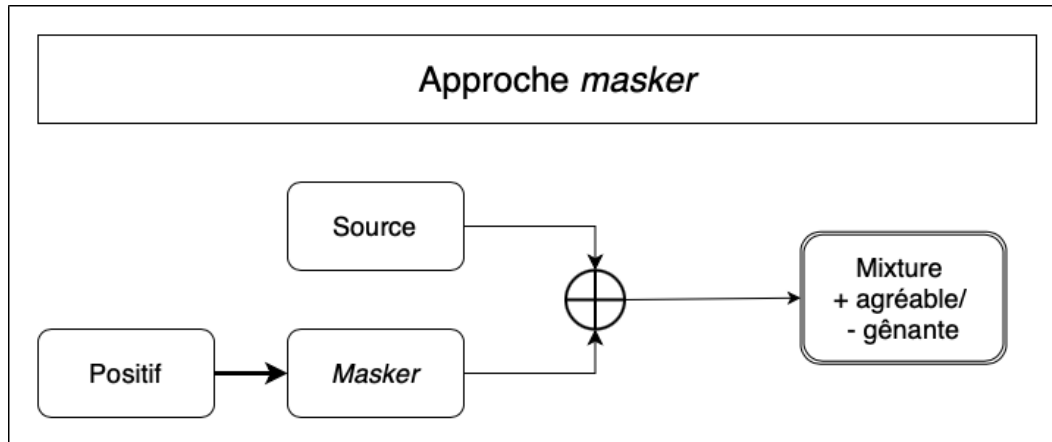 Approche masker
Source
Mixture
+ agréable/
- gênante
Positif
Masker